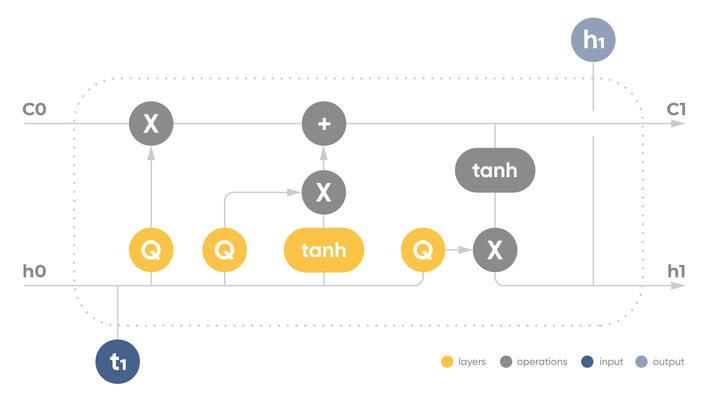 h₁
C0
X
+
C1
tanh
X
Q
Q
tanh
Q
X
h0
h1
t₁
layers
operations
input
output